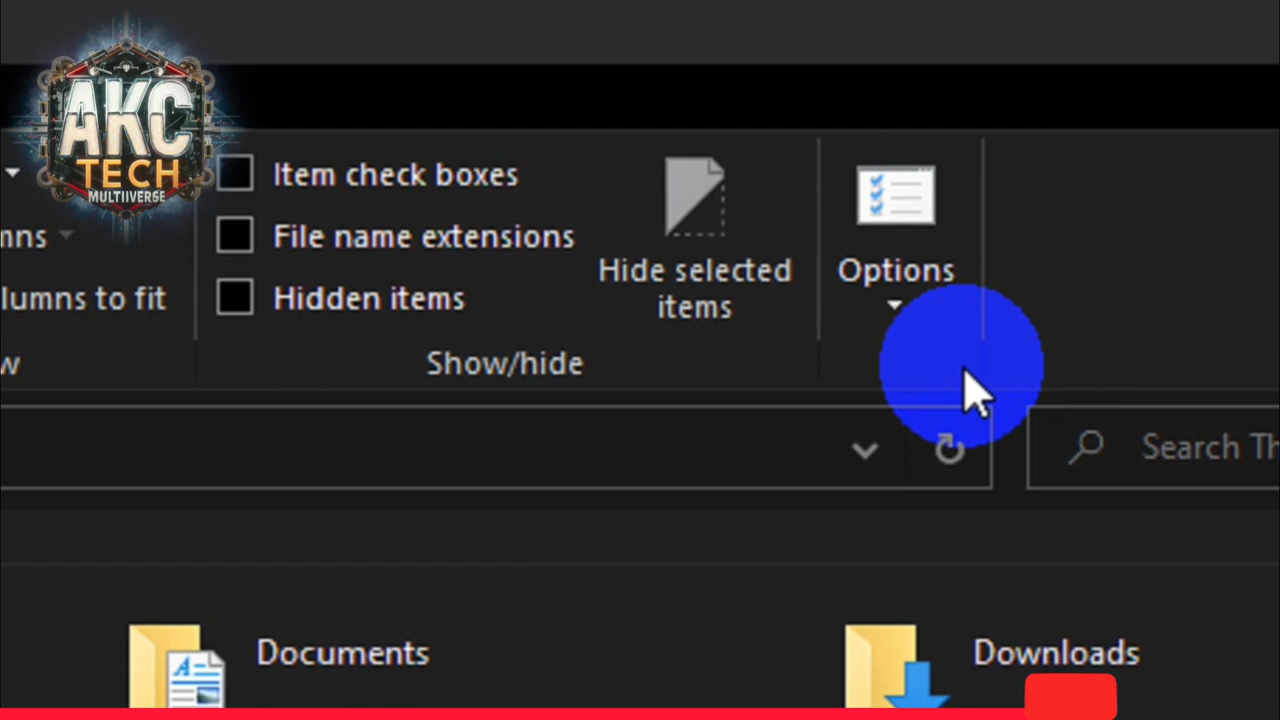 AKC
TECH
MULTIIVERSE
Item check boxes
mns
File name extensions
Hide selected
items
Options
lumns to fit
Hidden items
w
Show/hide
Search Th
Documents
Downloads